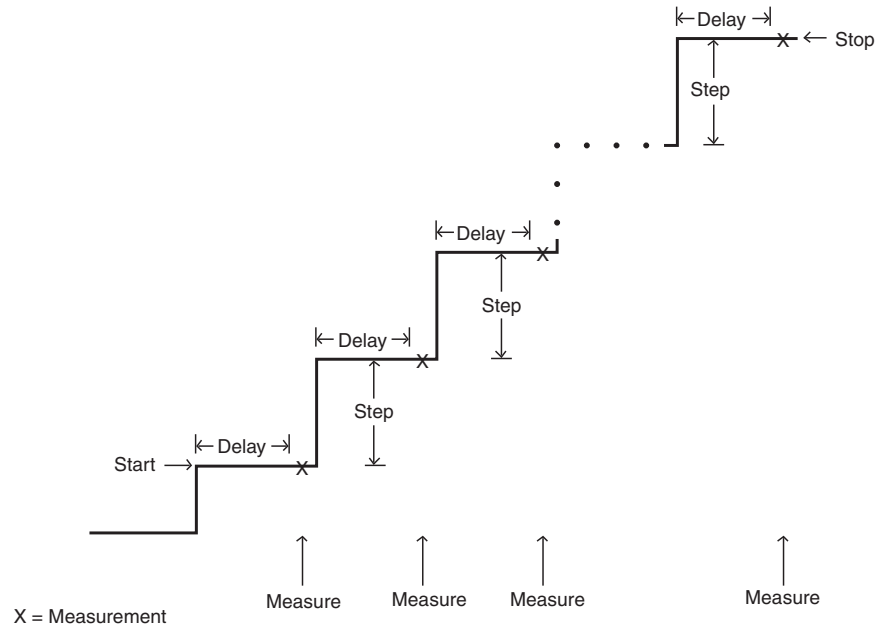 Delay
Stop
Step
Delay
Step
Delay
Step
Start
Delay
Measure
Measure
Measure
Measure
X = Measurement